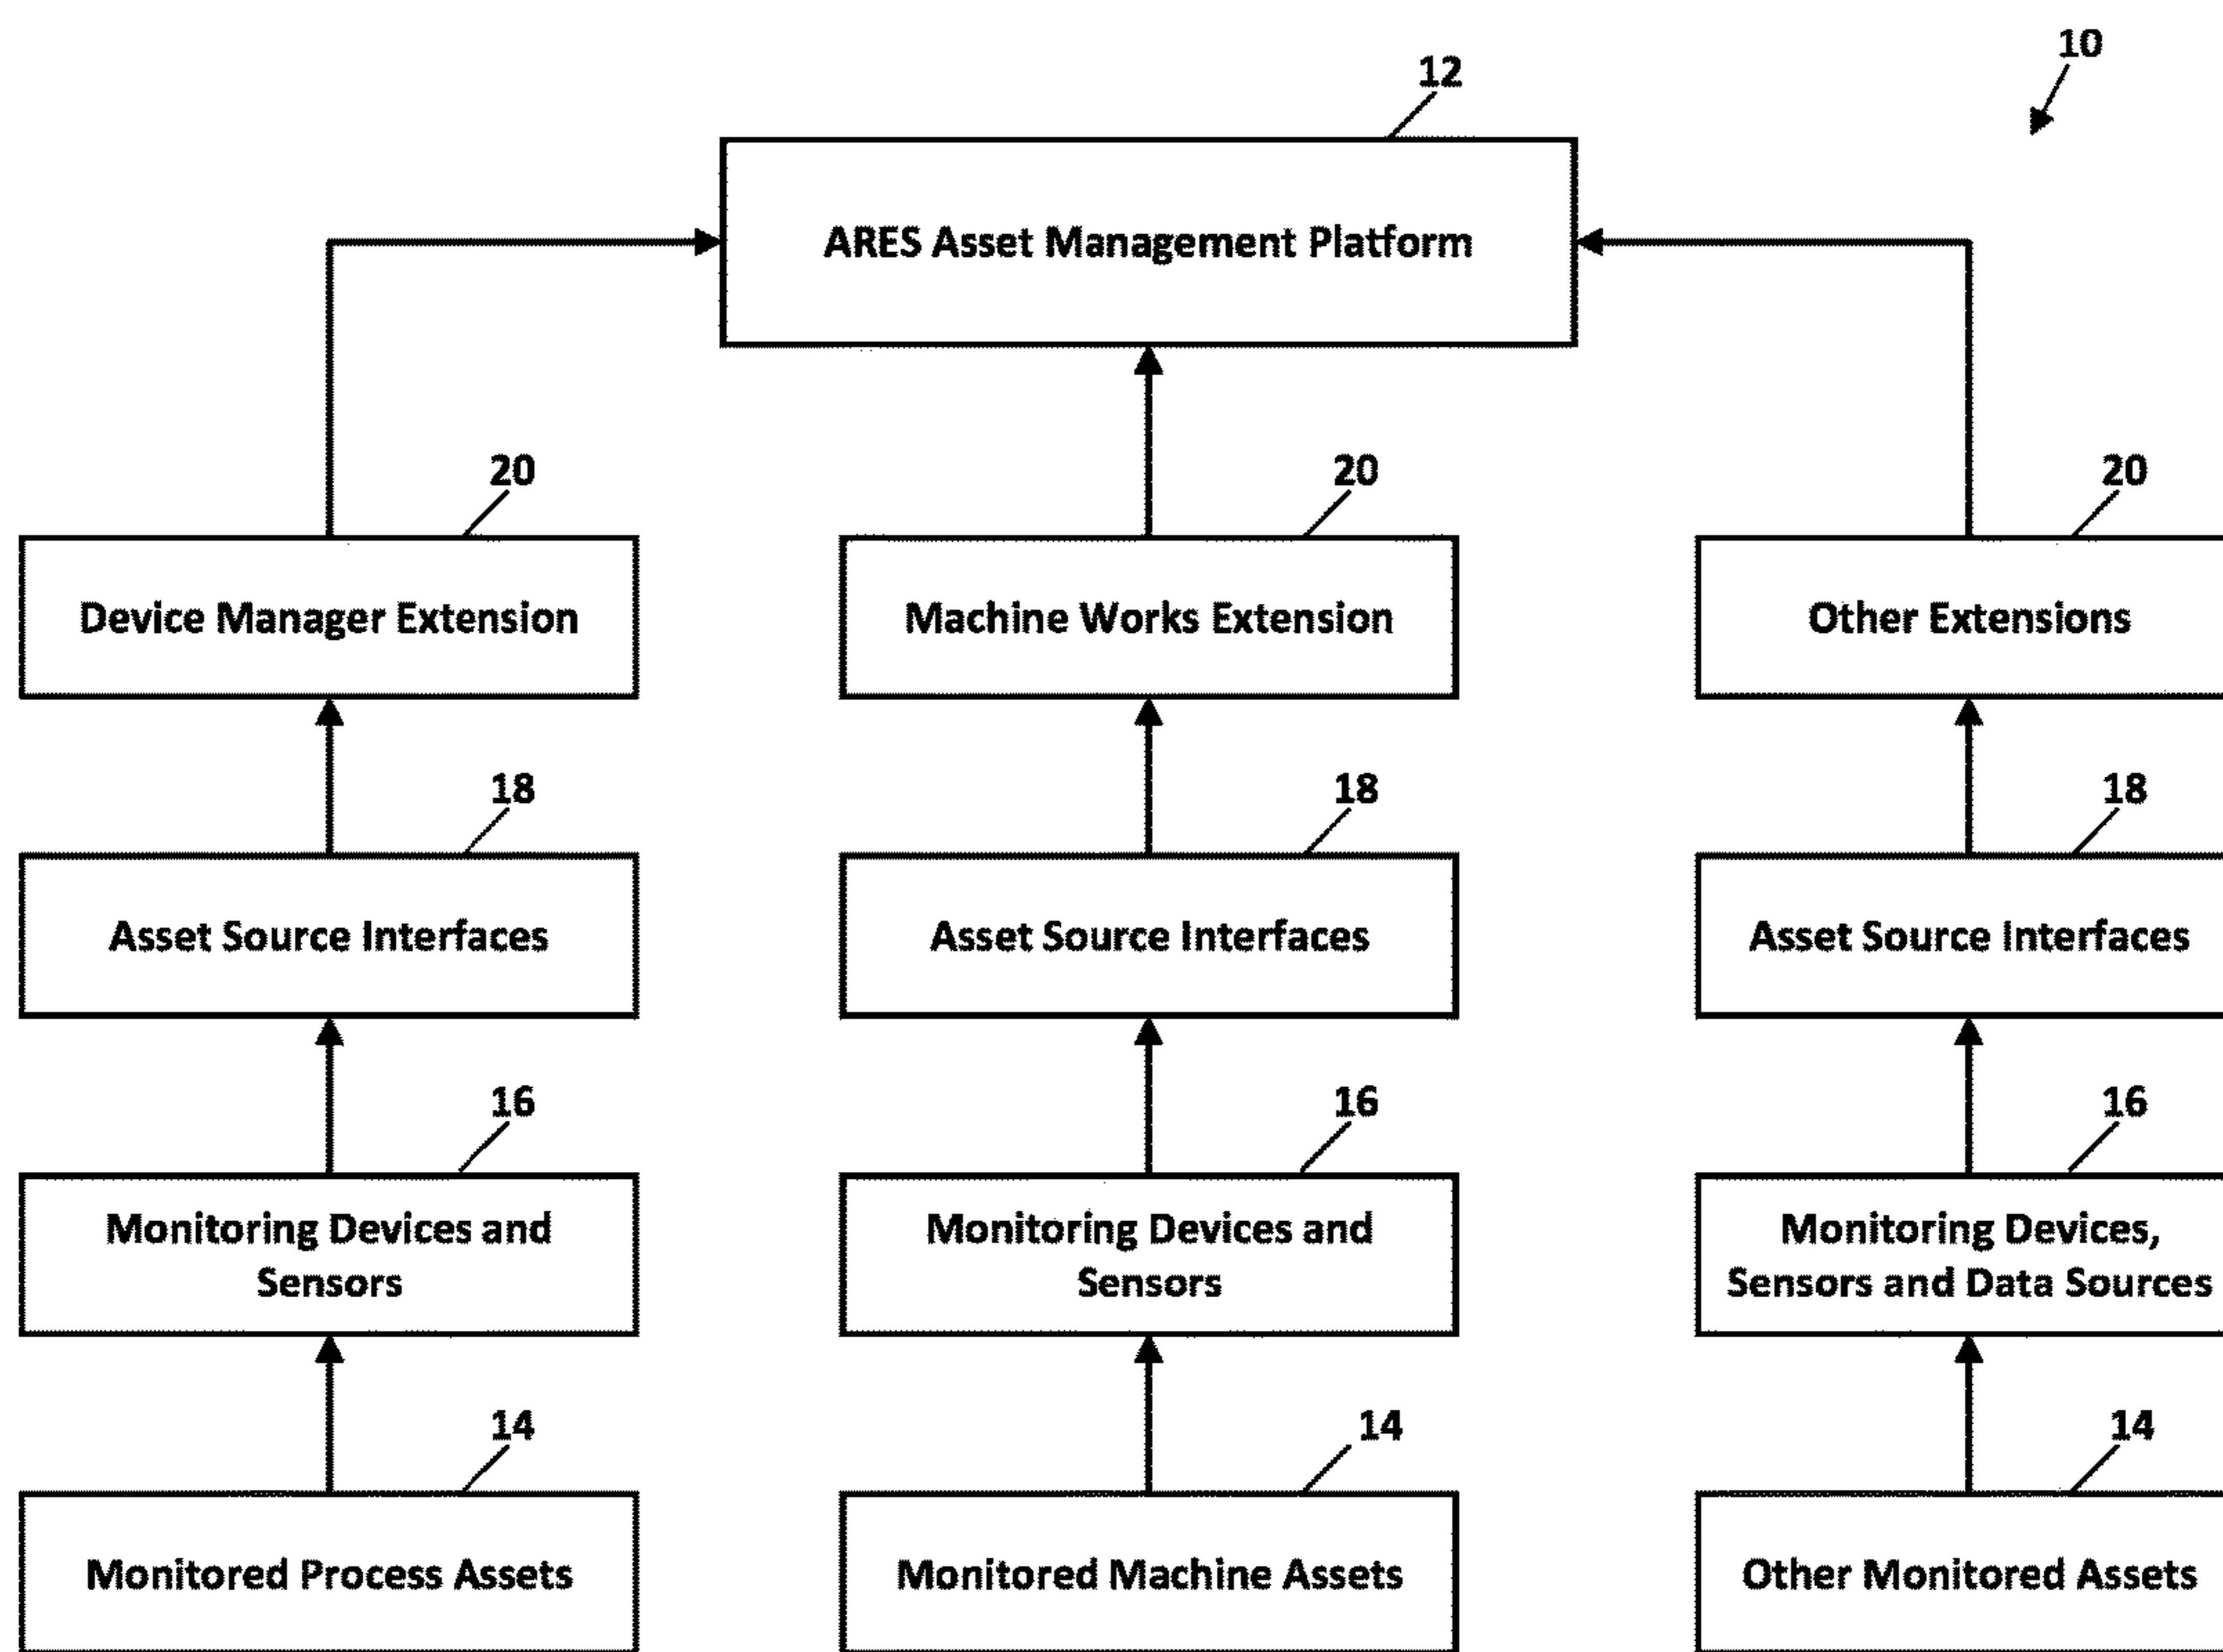 10
12
ARES Asset Management Platform
20
20
20
Device Manager Extension
Machine Works Extension
Other Extensions
18
18
18
Asset Source Interfaces
Asset Source Interfaces
Asset Source Interfaces
16
16
16
Monitoring Devices and
Sensors
Monitoring Devices and
Sensors
Monitoring Devices,
Sensors and Data Sources
14
14
14
Monitored Process Assets
Monitored Machine Assets
Other Monitored Assets